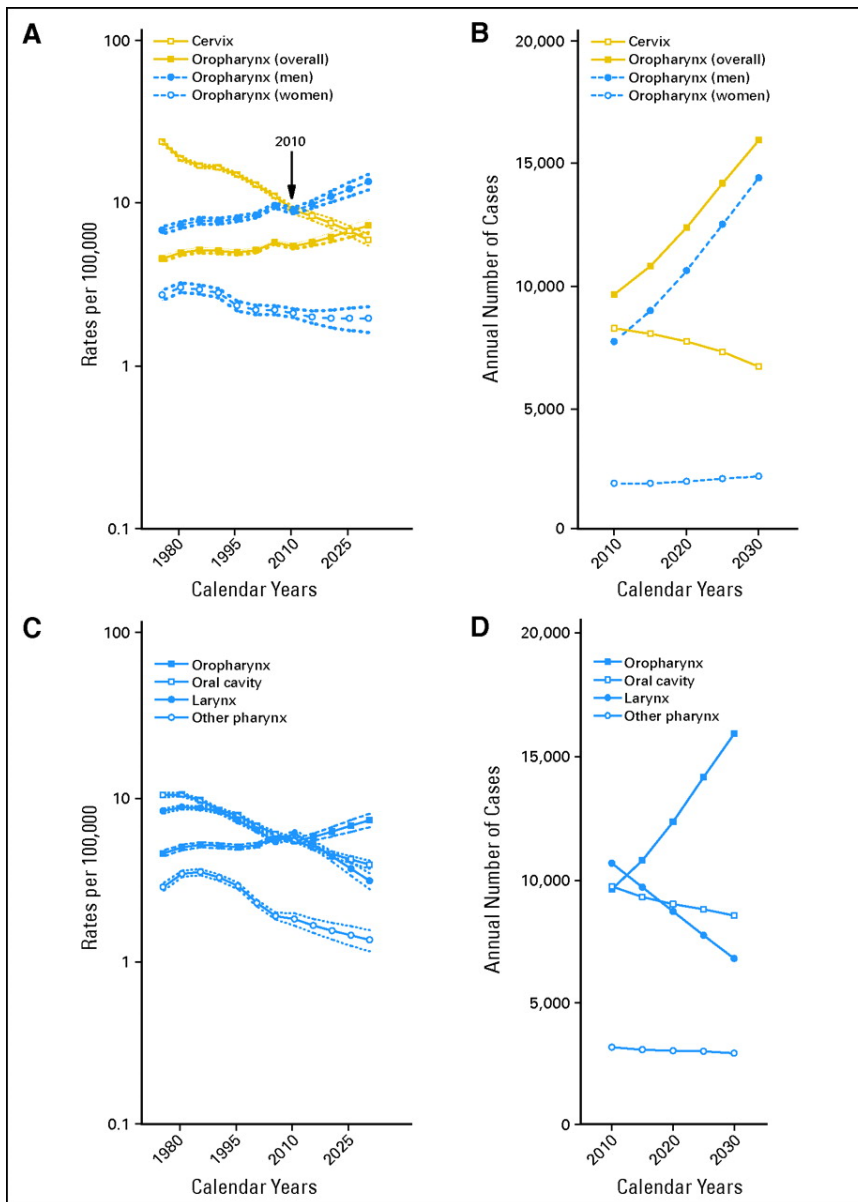 A
100
10
1
0.1
Rates per 100,000
Cervix
Oropharynx (overall)
Oropharynx (men)
Oropharynx (women)
2010
1980
1995
2010
2025
Calendar Years
B
20,000
15,000
10,000
5,000
0
Annual Number of Cases
Cervix
Oropharynx (overall)
Oropharynx (men)
Oropharynx (women)
2010
2020
2030
Calendar Years
C
100
10
1
0.1
Rates per 100,000
Oropharynx
Oral cavity
Larynx
Other pharynx
1980
1995
2010
2025
Calendar Years
D
20,000
15,000
10,000
5,000
0
Annual Number of Cases
Oropharynx
Oral cavity
Larynx
Other pharynx
2010
2020
2030
Calendar Years